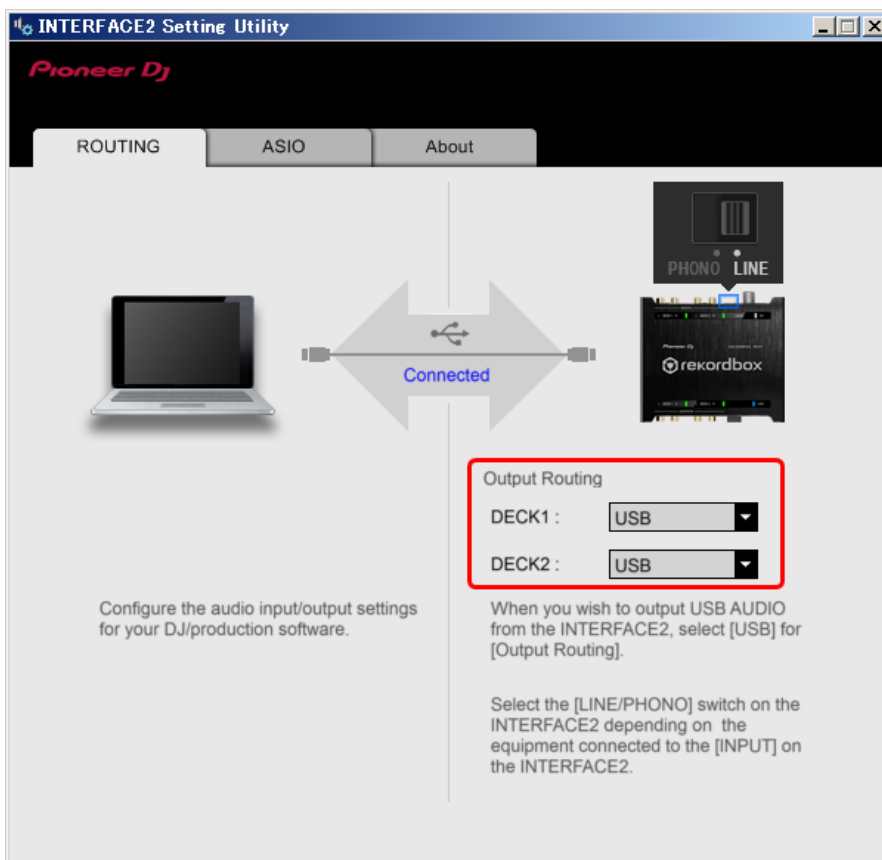 INTERFACE2 Setting Utility
Pioneer Dj
ROUTING
ASIO
About
PHONO LINE
rekordbox
Connected
Output Routing
DECK1 :
USB
DECK2 :
USB
Configure the audio input/output settings
for your DJ/production software.
When you wish to output USB AUDIO
from the INTERFACE2, select [USB] for
[Output Routing].
Select the [LINE/PHONO] switch on the
INTERFACE2 depending on the
equipment connected to the [INPUT] on
the INTERFACE2.